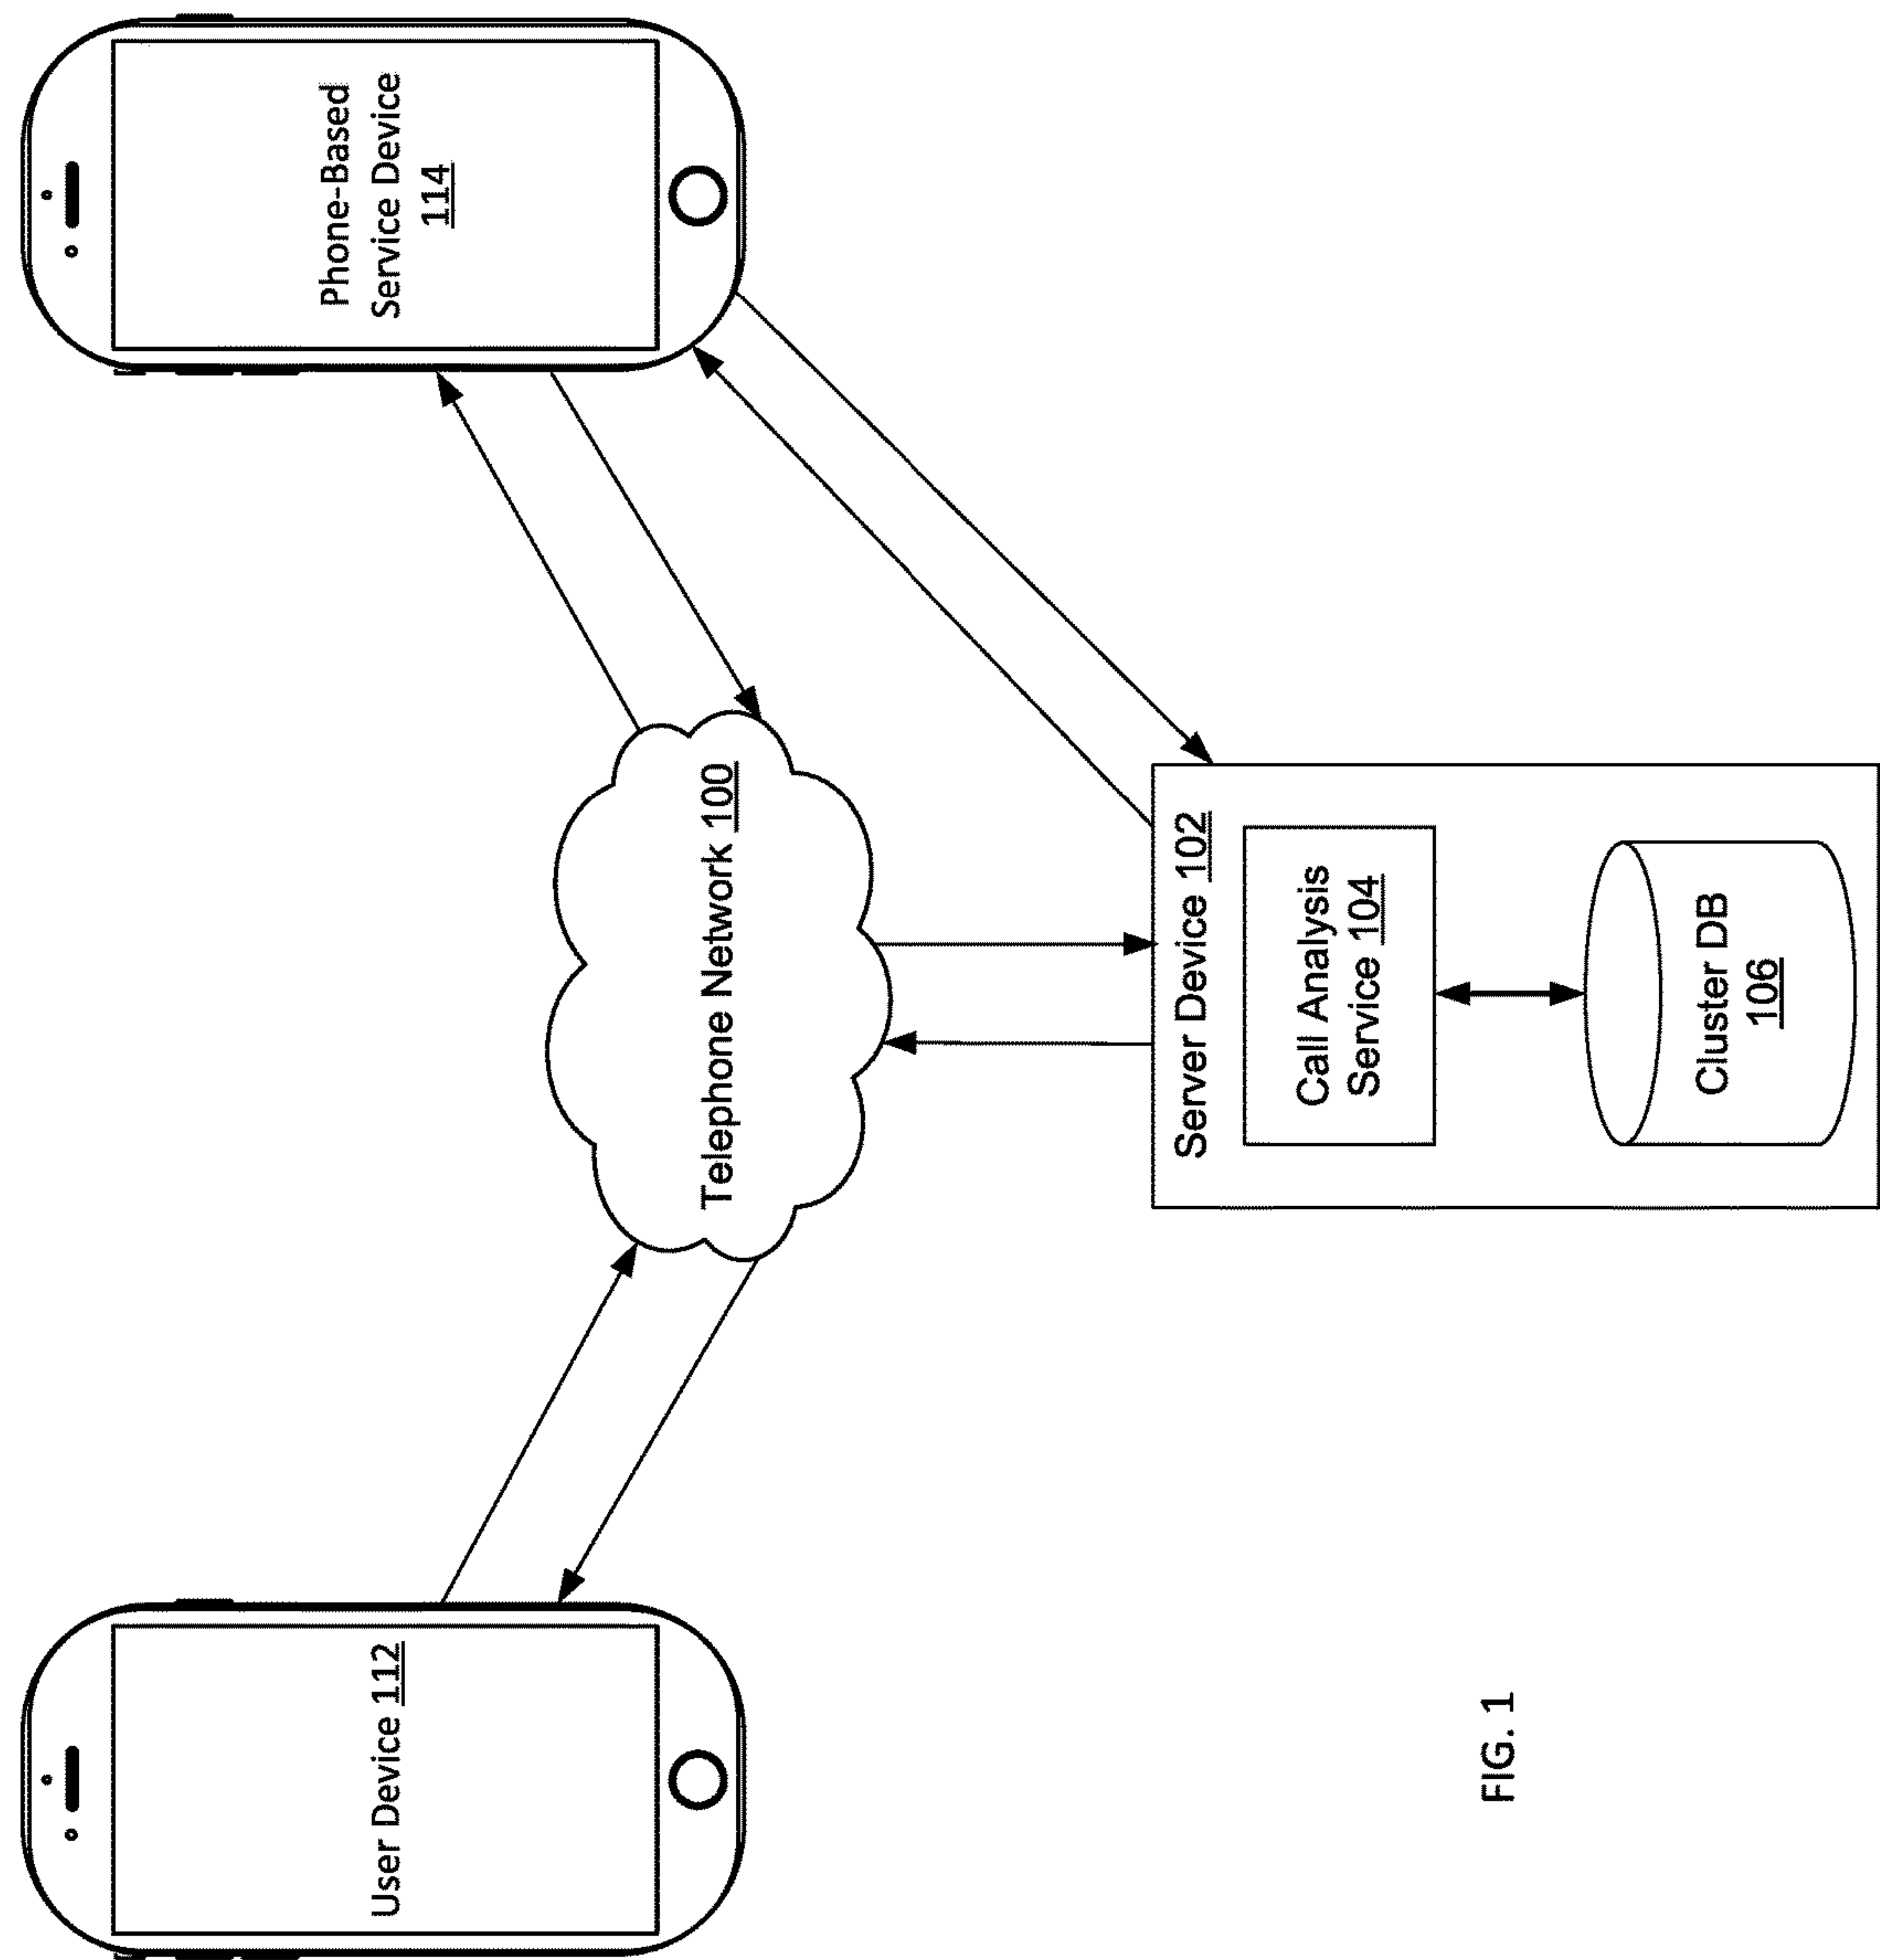 User Device 112
Telephone Network 100
Phone-Based
Service Device
114
Server Device 102
Call Analysis
Service 104
Cluster DB
106
FIG. 1